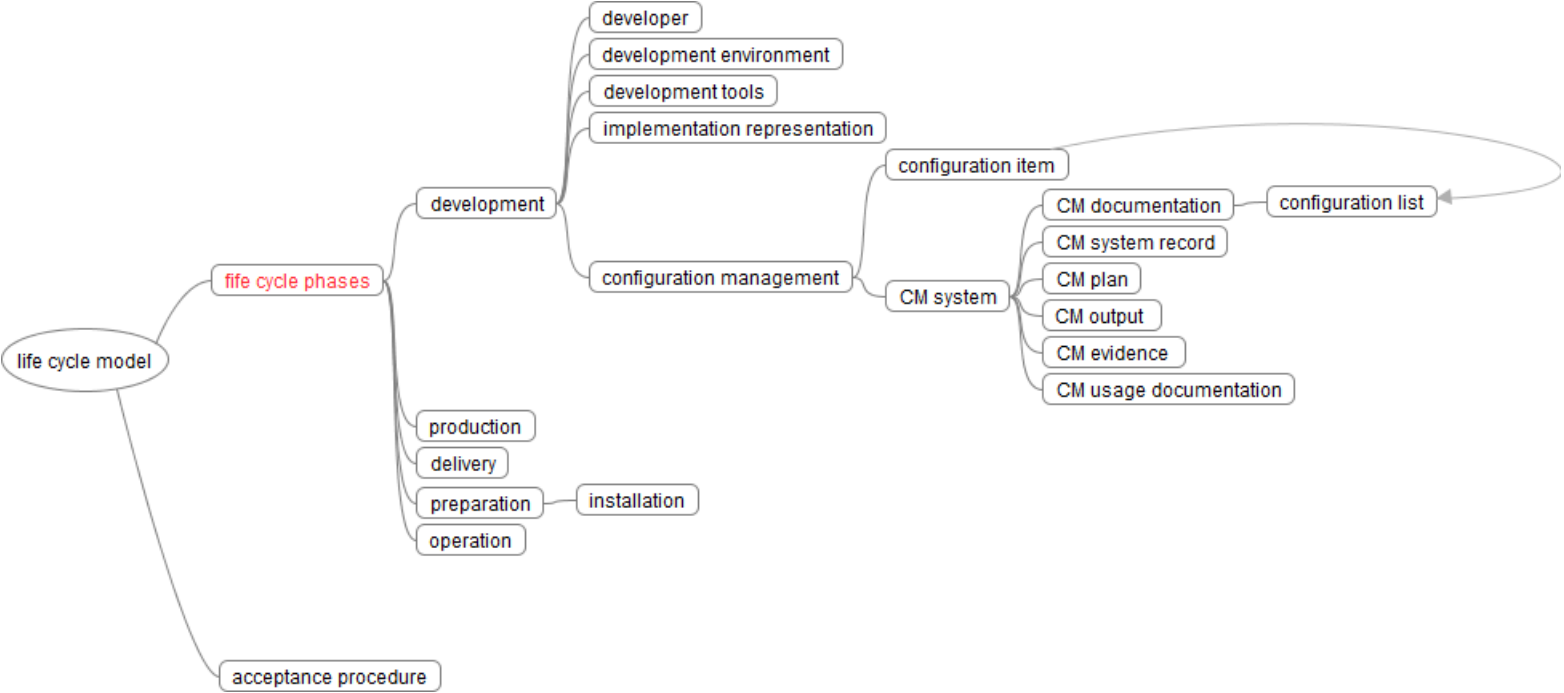 developer
development environment
development tools
implementation representation
configuration item
development
CM documentation
configuration list
CM system record
fife cycle phases
configuration management
CM plan
CM system
CM output
life cycle model
CM evidence
CM usage documentation
production
delivery
preparation
installation
operation
acceptance procedure